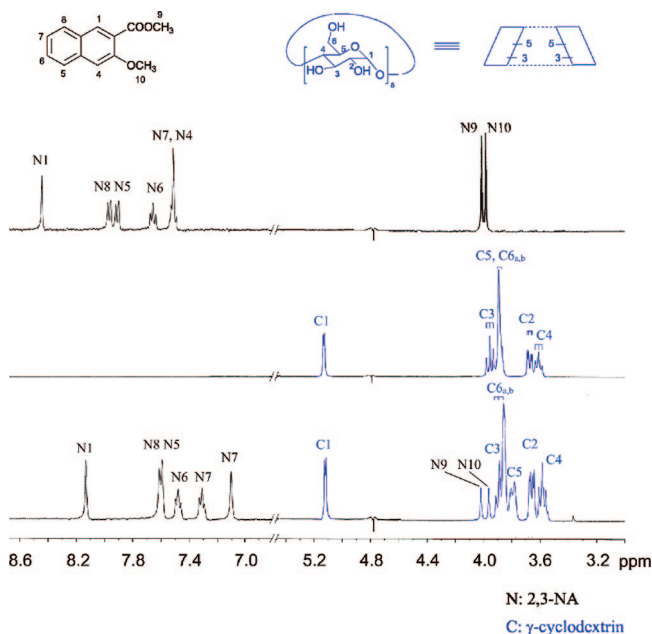 9
COOCH3
8 1
7
6
5 4
OCH3
10
OH
6
4 5
HO 3 2 OH 1
O
8
5 5
3 3
N1
N8 N5
N6
N7, N4
N9 N10
C1
C5, C6a,b
C3
C2
C4
N1
N8 N5
N6
N7
N7
C1
N9
N10
C3
C6a,b
C5
C2
C4
8.6 8.2 7.8 7.4 7.0 5.2 4.8 4.4 4.0 3.6 3.2 ppm
N: 2,3-NA
C: γ-cyclodextrin